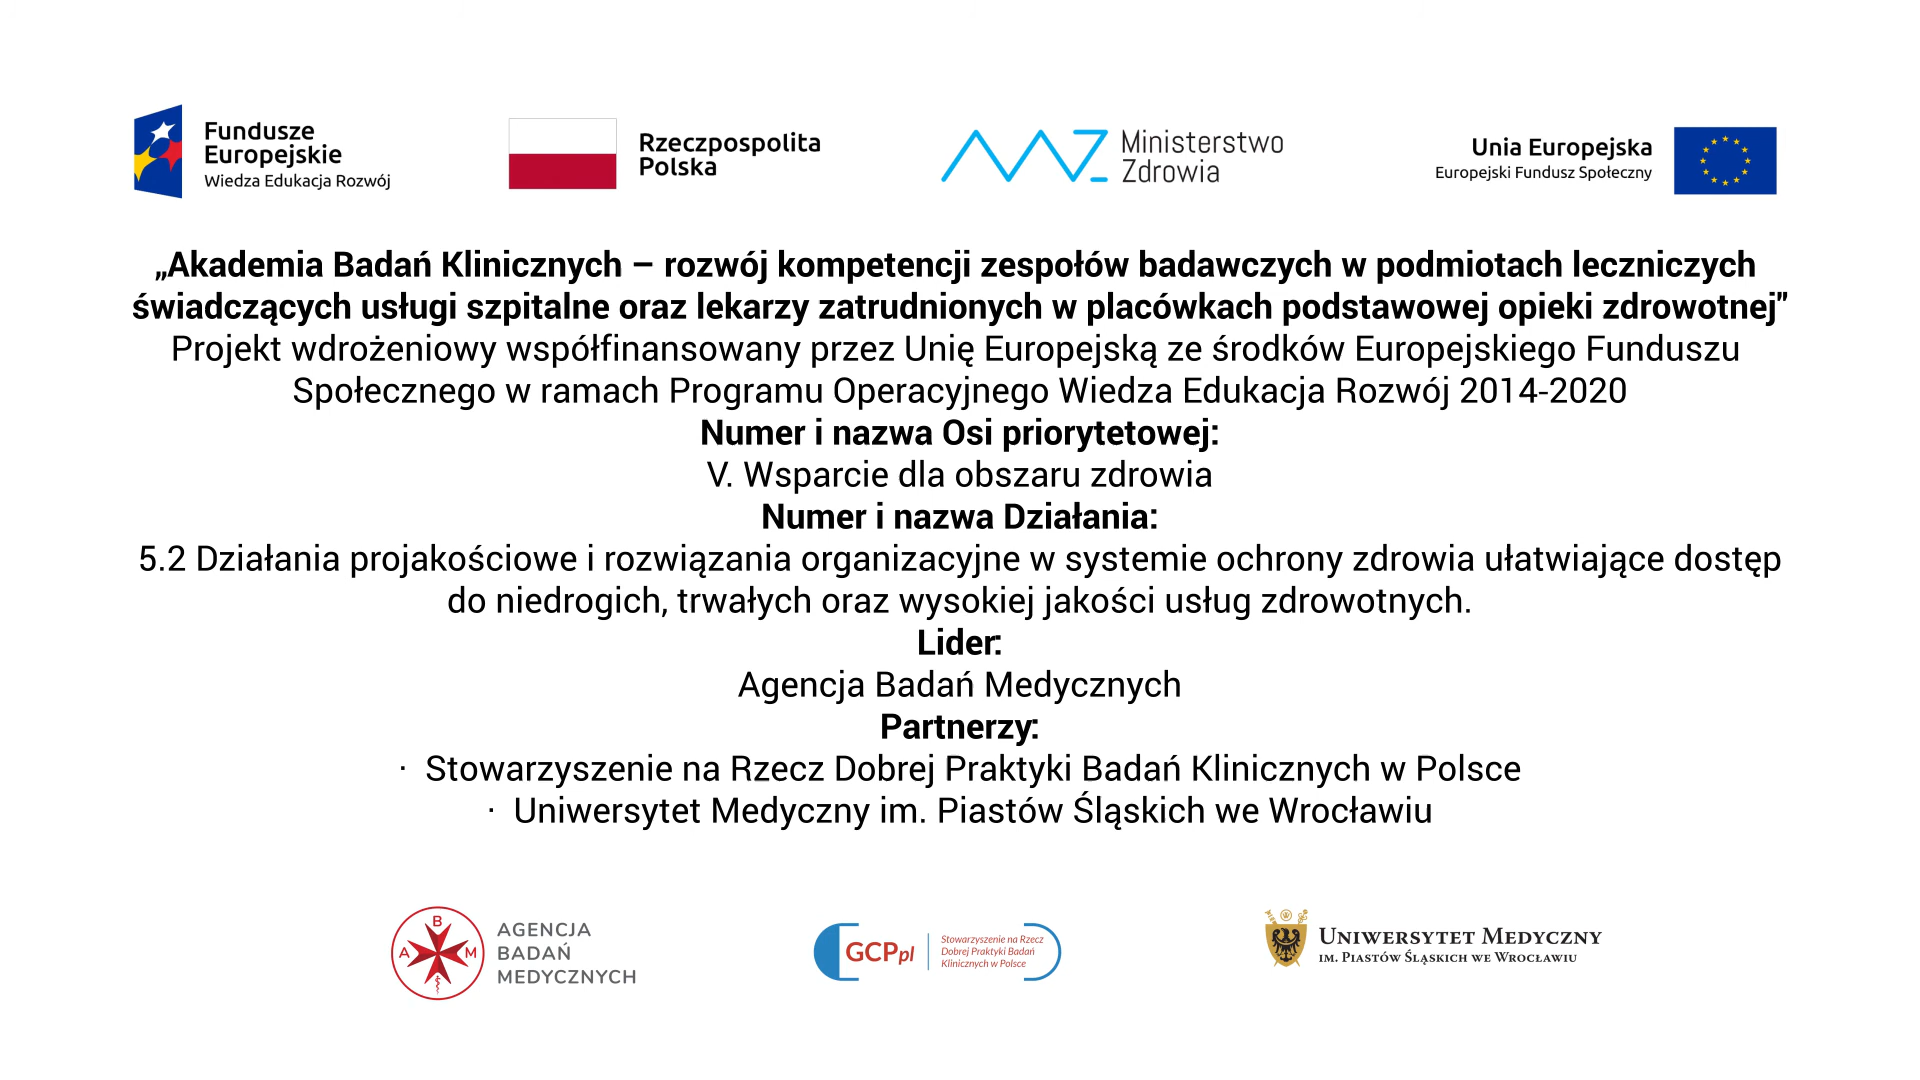 Fundusze
Europejskie
Wiedza Edukacja Rozwój
Rzeczpospolita
Polska
Ministerstwo
Zdrowia
Unia Europejska
Europejski Fundusz Społeczny
„Akademia Badań Klinicznych – rozwój kompetencji zespołów badawczych w podmiotach leczniczych
świadczących usługi szpitalne oraz lekarzy zatrudnionych w placówkach podstawowej opieki zdrowotnej"
Projekt wdrożeniowy współfinansowany przez Unię Europejską ze środków Europejskiego Funduszu
Społecznego w ramach Programu Operacyjnego Wiedza Edukacja Rozwój 2014-2020
Numer i nazwa Osi priorytetowej:
V. Wsparcie dla obszaru zdrowia
Numer i nazwa Działania:
5.2 Działania projakościowe i rozwiązania organizacyjne w systemie ochrony zdrowia ułatwiające dostęp
do niedrogich, trwałych oraz wysokiej jakości usług zdrowotnych.
Lider:
Agencja Badań Medycznych
Partnerzy:
· Stowarzyszenie na Rzecz Dobrej Praktyki Badań Klinicznych w Polsce
· Uniwersytet Medyczny im. Piastów Śląskich we Wrocławiu
A B M
AGENCJA
BADAŃ
MEDYCZNYCH
GCPpl
Stowarzyszenie na Rzecz
Dobrej Praktyki Badań
Klinicznych w Polsce
UNIWERSYTET MEDYCZNY
IM. PIASTÓW ŚLĄSKICH WE WROCŁAWIU